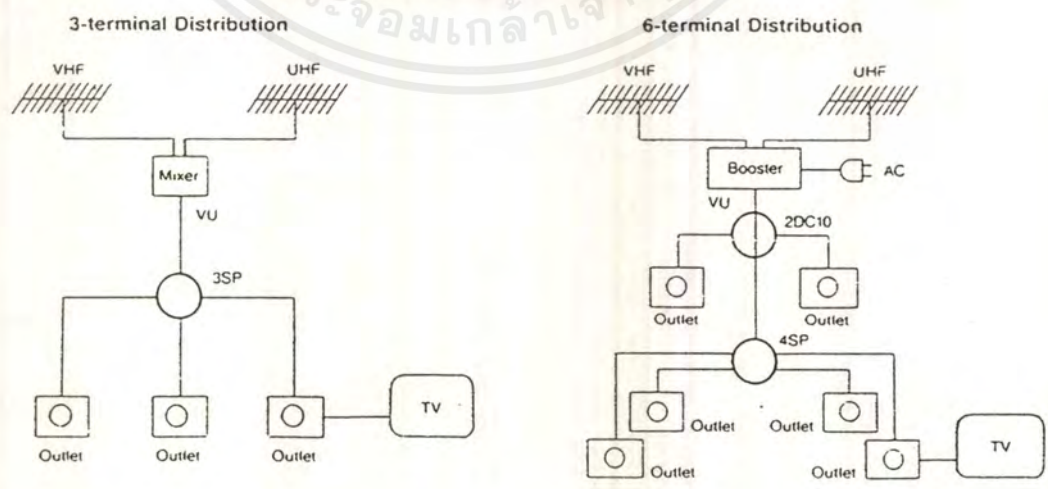 3-terminal Distribution
VHF
UHF
Mixer
VU
3SP
Outlet
Outlet
Outlet
TV
6-terminal Distribution
VHF
UHF
Booster
AC
VU
2DC10
Outlet
Outlet
4SP
Outlet
Outlet
Outlet
Outlet
TV